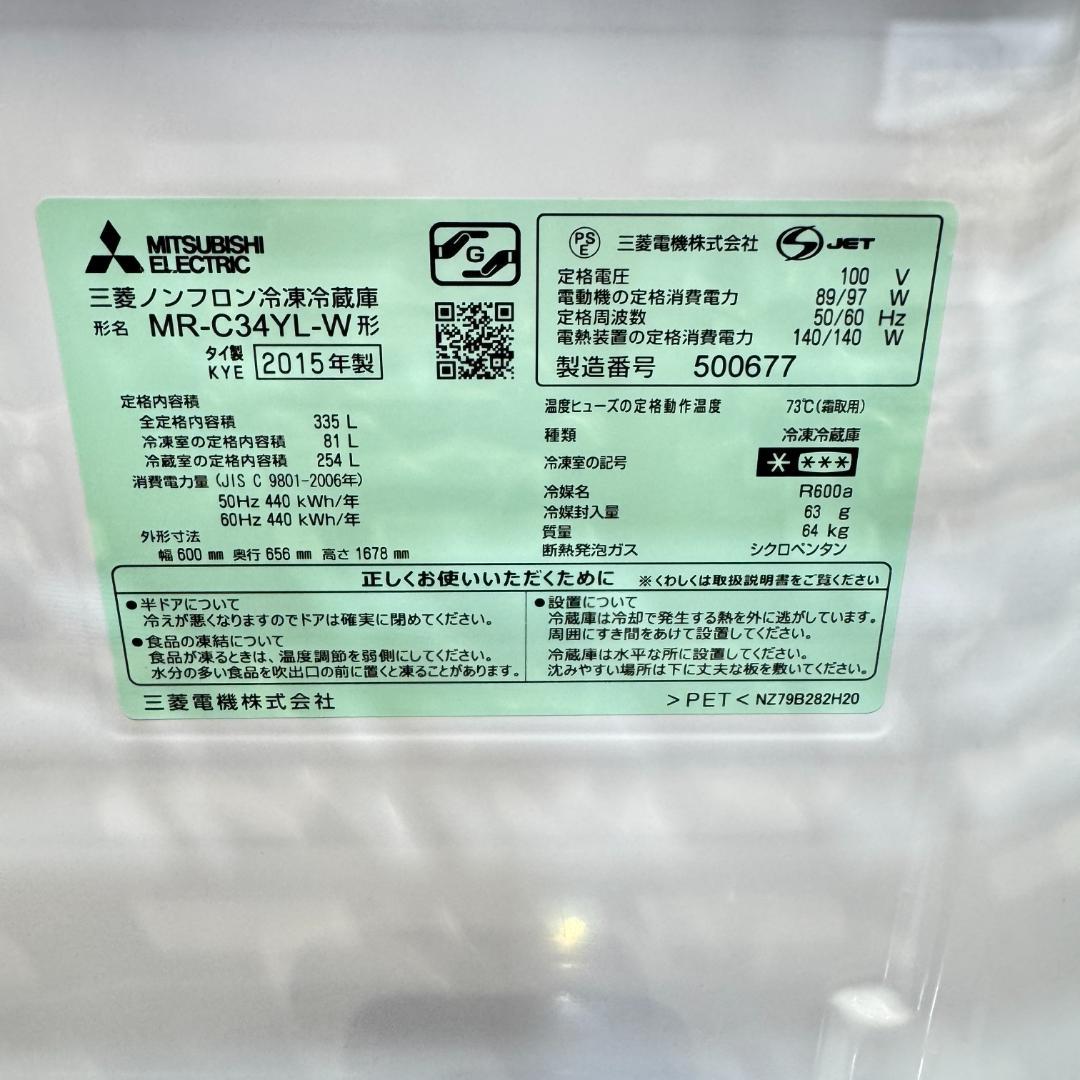 MITSUBISHI
ELECTRIC
三菱ノンフロン冷凍冷蔵庫
形名 MR-C34YL-W形
タイ製
KYE
2015年製
G
定格内容積
全定格内容積 335 L
冷凍室の定格内容積 81 L
冷蔵室の定格内容積 254 L
消費電力量 (JIS C 9801-2006年)
50Hz 440 kWh/年
60Hz 440 kWh/年
外形寸法
幅 600 mm 奥行 656 mm 高さ 1678 mm
PS
E
三菱電機株式会社 JET
定格電圧 100 V
電動機の定格消費電力 89/97 W
定格周波数 50/60 Hz
電熱装置の定格消費電力 140/140 W
製造番号 500677
温度ヒューズの定格動作温度 73℃(霜取用)
種類 冷凍冷蔵庫
冷凍室の記号 * ***
冷媒名 R600a
冷媒封入量 63 g
質量 64 kg
断熱発泡ガス シクロペンタン
正しくお使いいただくために ※くわしくは取扱説明書をご覧ください
●半ドアについて
冷えが悪くなりますのでドアは確実に閉めてください。
●食品の凍結について
食品が凍るときは、温度調節を弱側にしてください。
水分の多い食品を吹出口の前に置くと凍ることがあります。
●設置について
冷蔵庫は冷却で発生する熱を外に逃がしています。
周囲にすき間をあけて設置してください。
冷蔵庫は水平な所に設置してください。
沈みやすい場所は下に丈夫な板を敷いてください。
三菱電機株式会社
>PET< NZ79B282H20